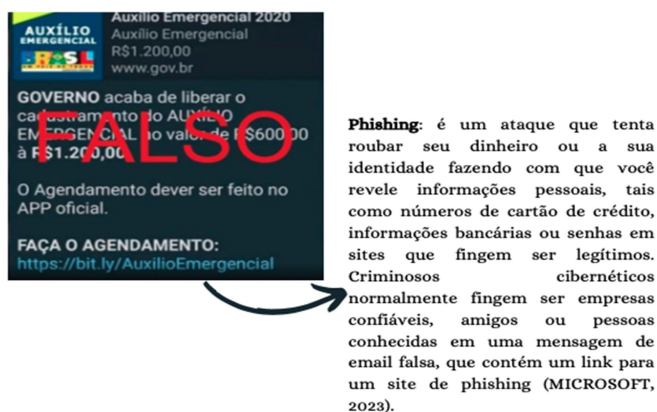 Auxílio Emergencial 2020
AUXÍLIO
EMERGENCIAL
BRASIL
Auxílio Emergencial
R$1.200,00
www.gov.br
GOVERNO acaba de liberar o
cadastramento do AUXÍLIO
EMERGENCIAL no valor de R$600,00
à R$1.200,00
FALSO
O Agendamento dever ser feito no
APP oficial.
FAÇA O AGENDAMENTO:
https://bit.ly/AuxilioEmergencial
Phishing: é um ataque que tenta
roubar seu dinheiro ou a sua
identidade fazendo com que você
revele informações pessoais, tais
como números de cartão de crédito,
informações bancárias ou senhas em
sites que fingem ser legítimos.
Criminosos cibernéticos
normalmente fingem ser empresas
confiáveis, amigos ou pessoas
conhecidas em uma mensagem de
email falsa, que contém um link para
um site de phishing (MICROSOFT,
2023).